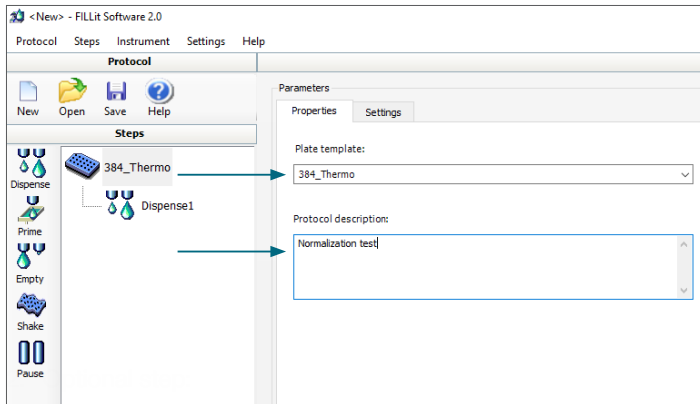 <New> - FILLit Software 2.0
Protocol Steps Instrument Settings Help
Protocol
New Open Save Help
Steps
Dispense
Prime
Empty
Shake
Pause
384_Thermo
Dispense1
Parameters
Properties Settings
Plate template:
384_Thermo
Protocol description:
Normalization test